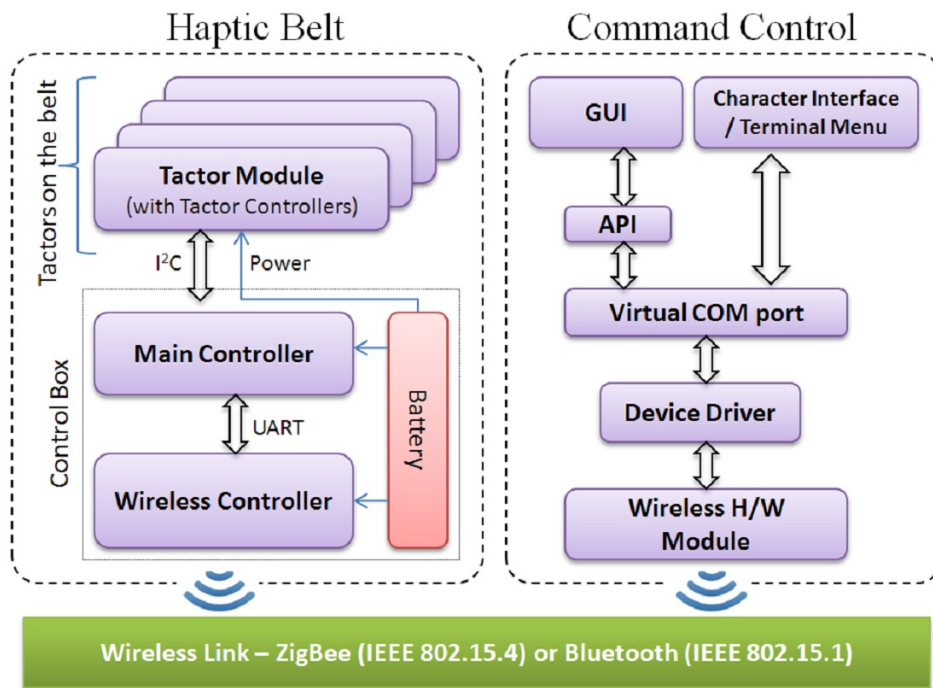 Haptic Belt
Tactors on the belt
Tactor Module
(with Tactor Controllers)
I²C
Power
Control Box
Main Controller
UART
Wireless Controller
Battery
Command Control
GUI
Character Interface
/ Terminal Menu
API
Virtual COM port
Device Driver
Wireless H/W
Module
Wireless Link – ZigBee (IEEE 802.15.4) or Bluetooth (IEEE 802.15.1)